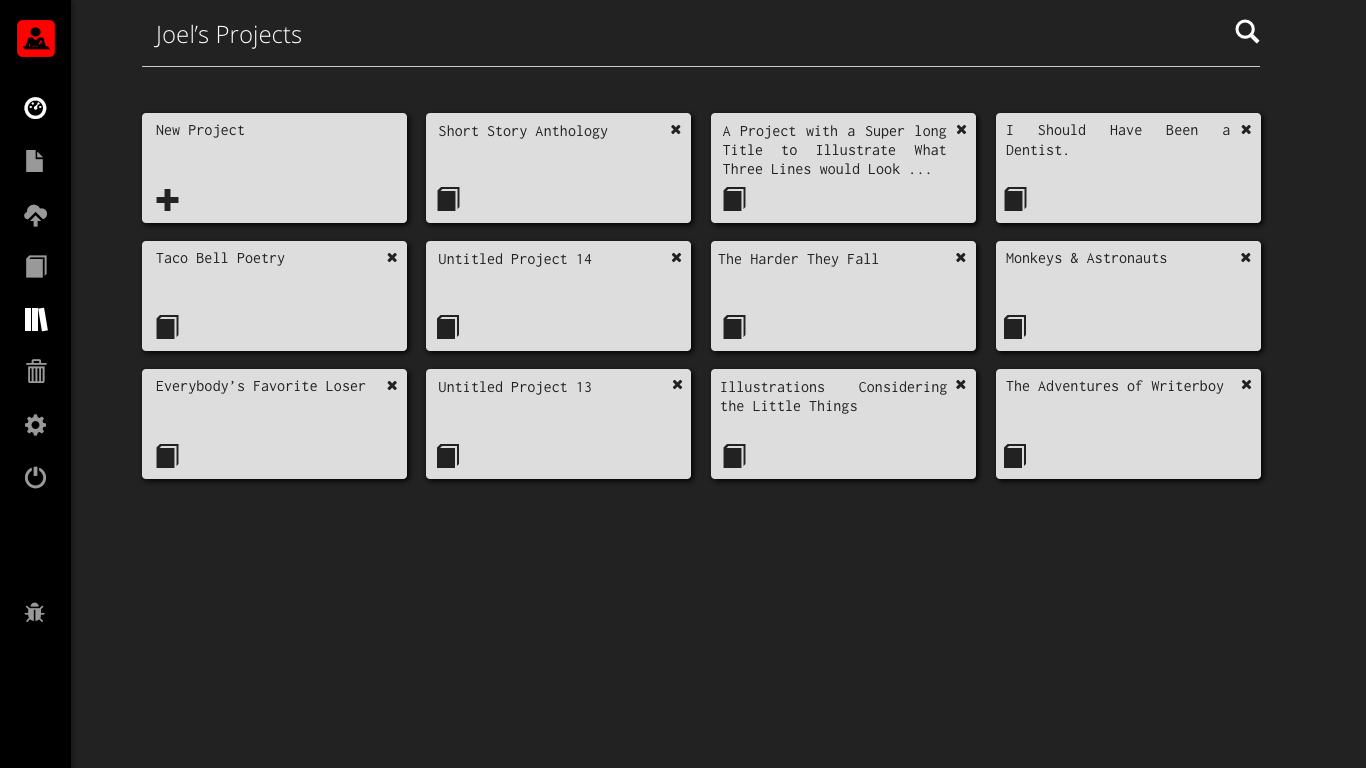 Joel’s Projects
New Project
Short Story Anthology
A Project with a Super long
Title to Illustrate What
Three Lines would Look ...
I Should Have Been a
Dentist.
Taco Bell Poetry
Untitled Project 14
The Harder They Fall
Monkeys & Astronauts
Everybody’s Favorite Loser
Untitled Project 13
Illustrations Considering
the Little Things
The Adventures of Writerboy